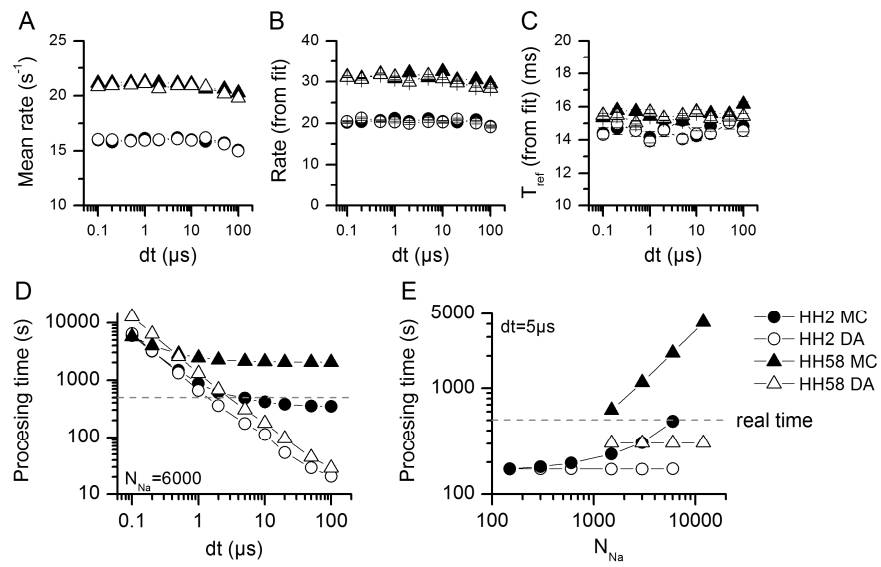 A
Mean rate (s⁻¹)
25
20
15
10
0.1 1 10 100
dt (µs)
B
Rate (from fit)
40
30
20
10
0
0.1 1 10 100
dt (µs)
C
T_ref (from fit) (ms)
20
18
16
14
12
10
0.1 1 10 100
dt (µs)
D
Procesing time (s)
10000
1000
100
10
N_Na=6000
0.1 1 10 100
dt (µs)
E
Procesing time (s)
5000
1000
100
dt=5µs
100 1000 10000
N_Na
HH2 MC
HH2 DA
HH58 MC
HH58 DA
real time